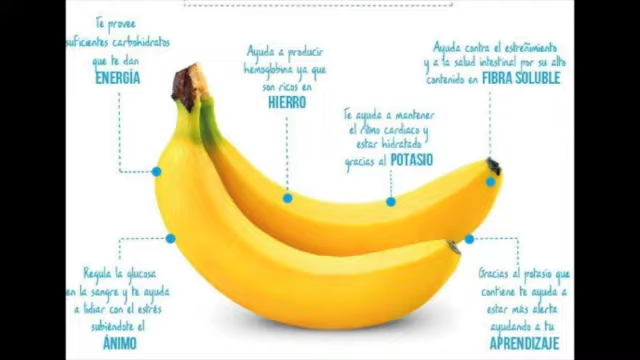 Te provee
suficientes carbohidratos
que te dan
ENERGÍA
Ayuda a producir
hemoglobina ya que
son ricos en
HIERRO
Te ayuda a mantener
el ritmo cardiaco y
estar hidratado
gracias al POTASIO
Ayuda contra el estreñimiento
y a la salud intestinal por su alto
contenido en FIBRA SOLUBLE
Regula la glucosa
en la sangre y te ayuda
a lidiar con el estrés
subiéndote el
ÁNIMO
Gracias al potasio que
contiene te ayuda a
estar más alerta
ayudando a tu
APRENDIZAJE